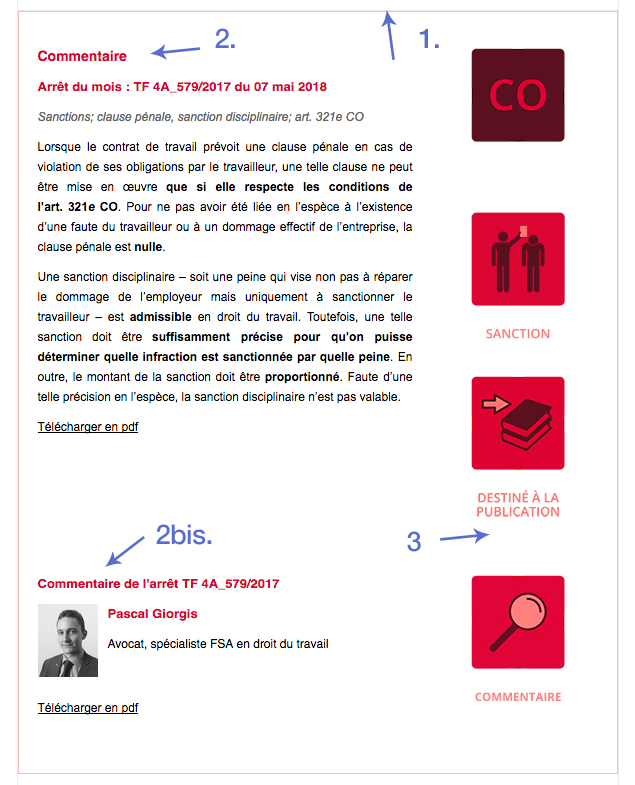 1.
2.
Commentaire
CO
Arrêt du mois : TF 4A_579/2017 du 07 mai 2018
Sanctions; clause pénale, sanction disciplinaire; art. 321e CO
Lorsque le contrat de travail prévoit une clause pénale en cas de
violation de ses obligations par le travailleur, une telle clause ne peut
être mise en œuvre que si elle respecte les conditions de
l'art. 321e CO. Pour ne pas avoir été liée en l'espèce à l'existence
d'une faute du travailleur ou à un dommage effectif de l'entreprise, la
clause pénale est nulle.
Une sanction disciplinaire – soit une peine qui vise non pas à réparer
le dommage de l'employeur mais uniquement à sanctionner le
travailleur – est admissible en droit du travail. Toutefois, une telle
sanction doit être suffisamment précise pour qu'on puisse
déterminer quelle infraction est sanctionnée par quelle peine. En
outre, le montant de la sanction doit être proportionné. Faute d'une
telle précision en l'espèce, la sanction disciplinaire n'est pas valable.
Télécharger en pdf
SANCTION
DESTINÉ À LA
PUBLICATION
2bis.
3
Commentaire de l'arrêt TF 4A_579/2017
Pascal Giorgis
Avocat, spécialiste FSA en droit du travail
Télécharger en pdf
COMMENTAIRE